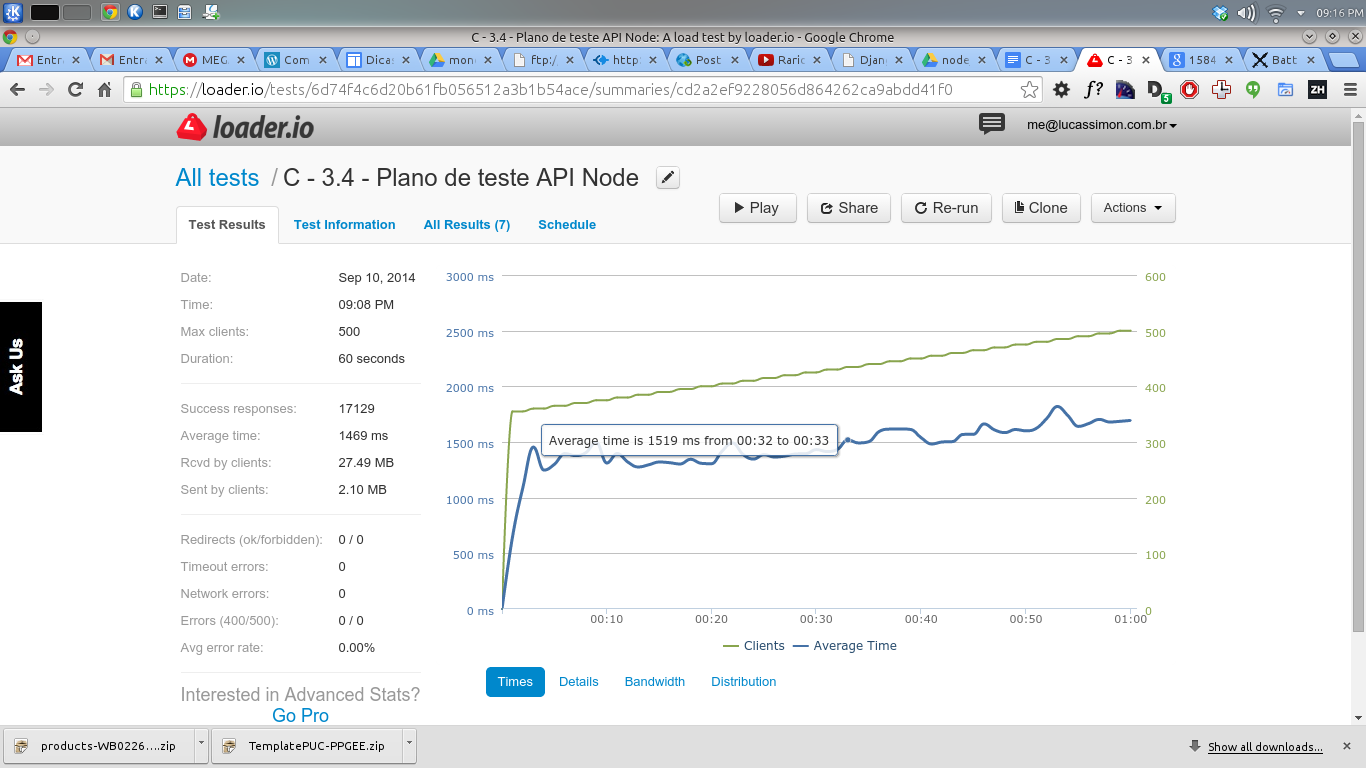 09:16 PM
C - 3.4 - Plano de teste API Node: A load test by loader.io - Google Chrome
Entra Entra MEG Com Dica: mon ftp:/ http: Post Raric Djan node C - 3 C - 3 1584 Batt
https://loader.io/tests/6d74f4c6d20b61fb056512a3b1b54ace/summaries/cd2a2ef9228056d864262ca9abdd41f0
f? D 5 ZH
loader.io
me@lucassimon.com.br
All tests / C - 3.4 - Plano de teste API Node
Play Share Re-run Clone Actions
Test Results Test Information All Results (7) Schedule
Ask Us
Date: Sep 10, 2014
Time: 09:08 PM
Max clients: 500
Duration: 60 seconds
Success responses: 17129
Average time: 1469 ms
Rcvd by clients: 27.49 MB
Sent by clients: 2.10 MB
Redirects (ok/forbidden): 0 / 0
Timeout errors: 0
Network errors: 0
Errors (400/500): 0 / 0
Avg error rate: 0.00%
Interested in Advanced Stats?
Go Pro
3000 ms 600
2500 ms 500
2000 ms 400
1500 ms 300
1000 ms 200
500 ms 100
0 ms 0
Average time is 1519 ms from 00:32 to 00:33
00:10 00:20 00:30 00:40 00:50 01:00
Clients Average Time
Times Details Bandwidth Distribution
products-WB0226....zip TemplatePUC-PPGEE.zip Show all downloads...